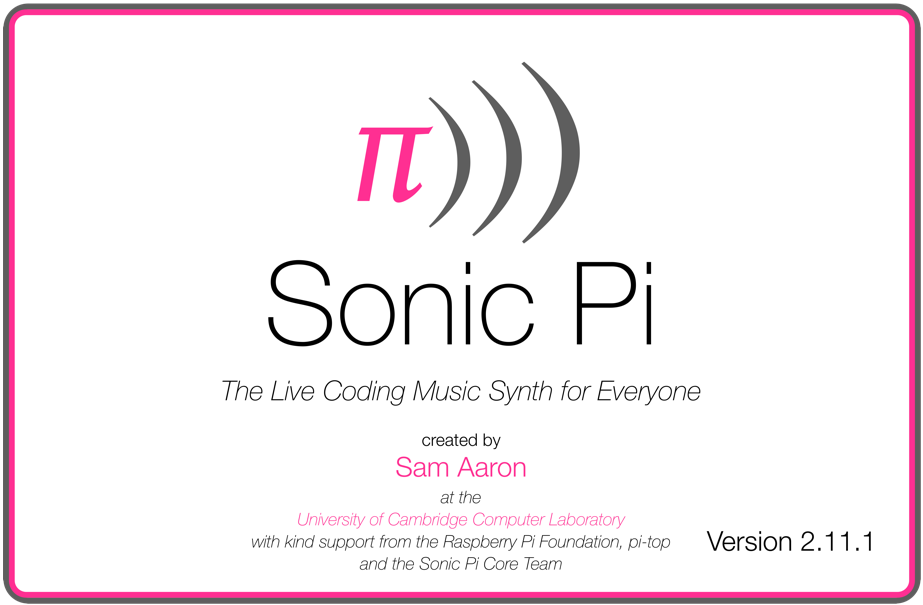 π
Sonic Pi
The Live Coding Music Synth for Everyone
created by
Sam Aaron
at the
University of Cambridge Computer Laboratory
with kind support from the Raspberry Pi Foundation, pi-top
and the Sonic Pi Core Team
Version 2.11.1